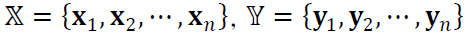 𝕏 = {𝐱₁, 𝐱₂, ⋯, 𝐱ₙ}, 𝕐 = {𝐲₁, 𝐲₂, ⋯, 𝐲ₙ}